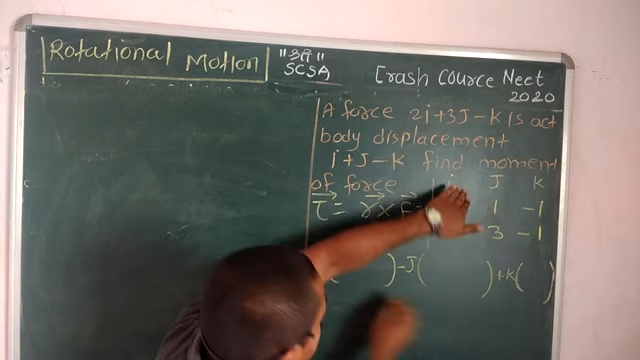 Rotational Motion
"श्री"
SCSA
Crash Cource Neet
2020
A force 2i+3J-K is act
body displacement
i+J-K find moment
of force
i J K
τ = r × F =
1 -1
3 -1
) -J( ) +K( )